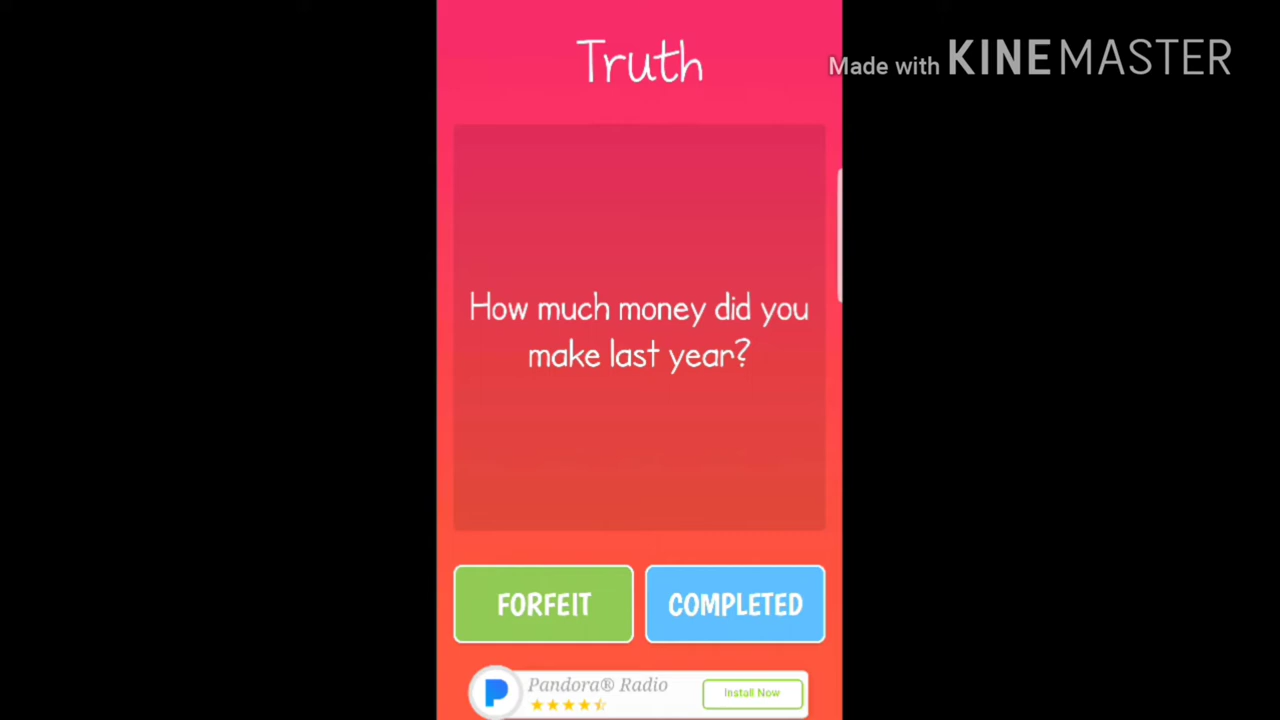 Truth
Made with KINEMASTER
How much money did you
make last year?
FORFEIT
COMPLETED
Pandora® Radio
Install Now